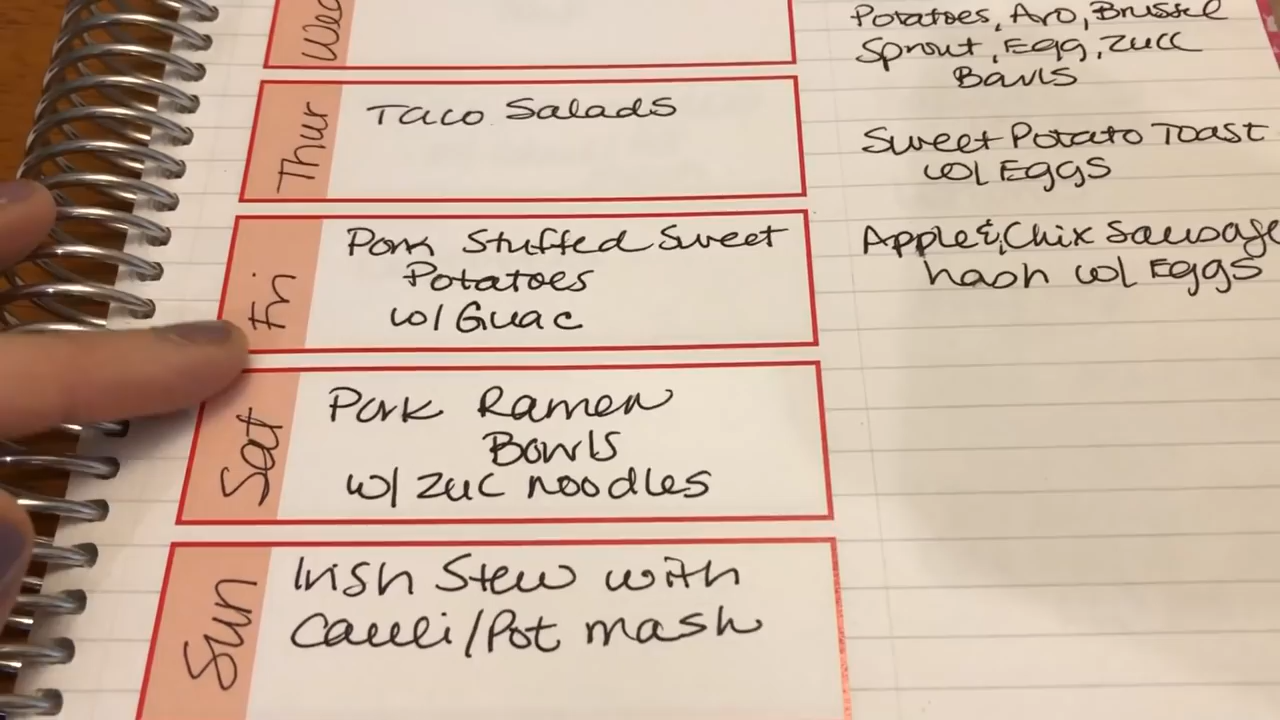 Wed
Thur
Taco Salads
Fri
Pork Stuffed Sweet
Potatoes
w/ Guac
Sat
Pork Ramen
Bowls
w/ zuc noodles
Sun
Irish Stew with
Cauli/Pot mash
Potatoes, Avo, Brussel
Sprout, Egg, Zucc
Bowls
Sweet Potato Toast
w/ Eggs
Apple & Chix Sausage
hash w/ Eggs